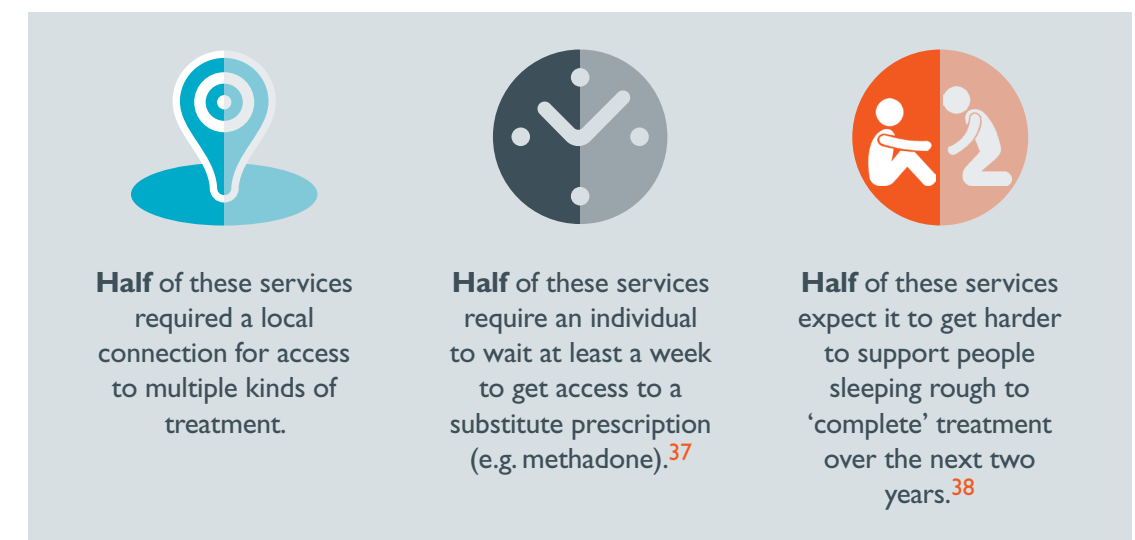 Half of these services
required a local
connection for access
to multiple kinds of
treatment.
Half of these services
require an individual
to wait at least a week
to get access to a
substitute prescription
(e.g. methadone).37
Half of these services
expect it to get harder
to support people
sleeping rough to
‘complete’ treatment
over the next two
years.38